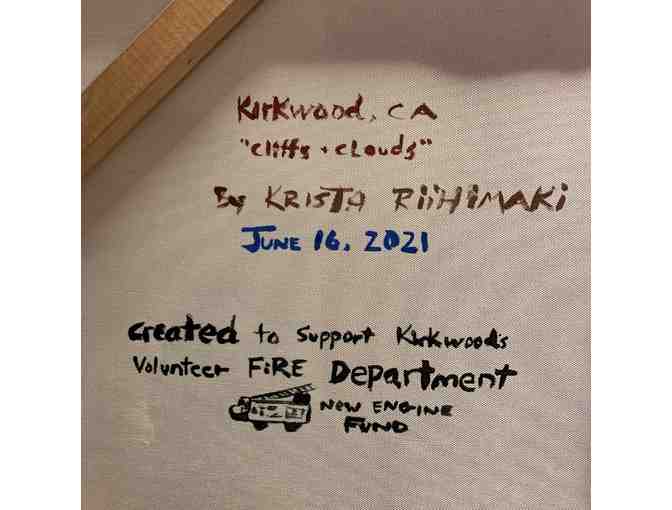 Kirkwood, CA
"Cliffs + Clouds"
By KRISTA RiiHiMAKi
JUNE 16, 2021
Created to Support Kirkwoods
Volunteer FiRE Department
NEW ENGINE
FUND